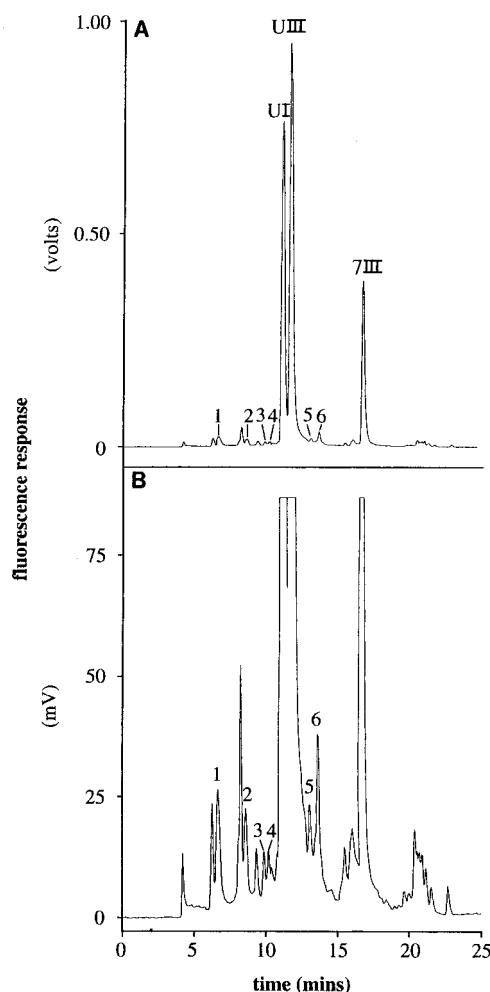 1.00
A
UIII
UI
0.50
(volts)
7III
1 2 3 4 5 6
0
B
fluorescence response
75
50
(mV)
6
1
2
5
25
3 4
0
0 5 10 15 20 25
time (mins)